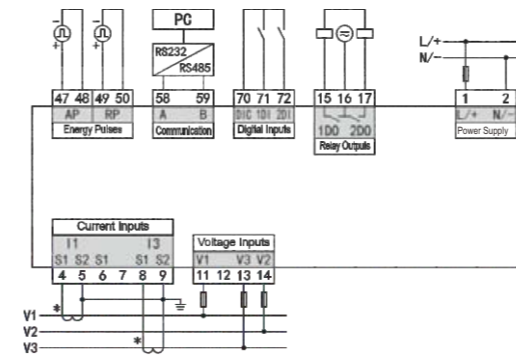 PC
RS232
RS485
L/+
N/−
47 48 49 50
AP RP
Energy Pulses
58 59
A B
Communication
70 71 72
DIC 1DI 2DI
Digital Inputs
15 16 17
1DO 2DO
Relay Outputs
1 2
L/+ N/−
Power Supply
Current Inputs
I1 I3
S1 S2 S1 S1 S2
4 5 6 7 8 9
Voltage Inputs
V1 V3 V2
11 12 13 14
*
V1
V2
*
V3